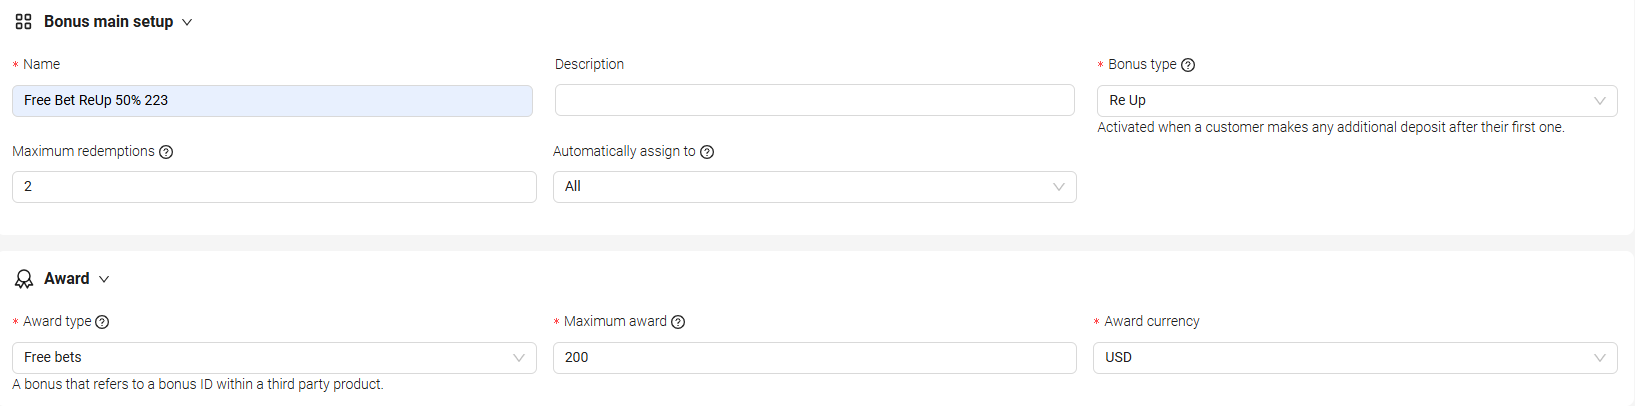 Bonus main setup
* Name
Description
* Bonus type
Free Bet ReUp 50% 223
Re Up
Activated when a customer makes any additional deposit after their first one.
Maximum redemptions
Automatically assign to
2
All
Award
* Award type
* Maximum award
* Award currency
Free bets
200
USD
A bonus that refers to a bonus ID within a third party product.